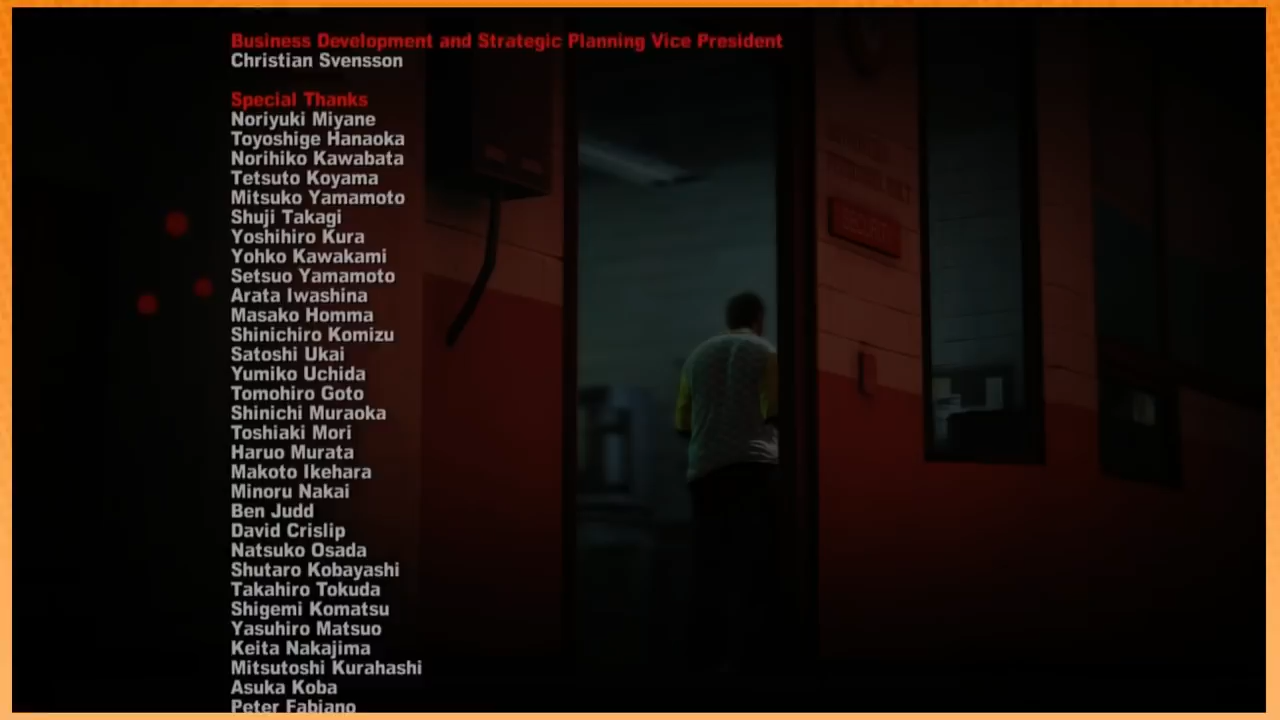 Business Development and Strategic Planning Vice President
Christian Svensson
Special Thanks
Noriyuki Miyane
Toyoshige Hanaoka
Norihiko Kawabata
Tetsuto Koyama
Mitsuko Yamamoto
Shuji Takagi
Yoshihiro Kura
Yohko Kawakami
Setsuo Yamamoto
Arata Iwashina
Masako Homma
Shinichiro Komizu
Satoshi Ukai
Yumiko Uchida
Tomohiro Goto
Shinichi Muraoka
Toshiaki Mori
Haruo Murata
Makoto Ikehara
Minoru Nakai
Ben Judd
David Crislip
Natsuko Osada
Shutaro Kobayashi
Takahiro Tokuda
Shigemi Komatsu
Yasuhiro Matsuo
Keita Nakajima
Mitsutoshi Kurahashi
Asuka Koba
Peter Fabiano
SECURITY